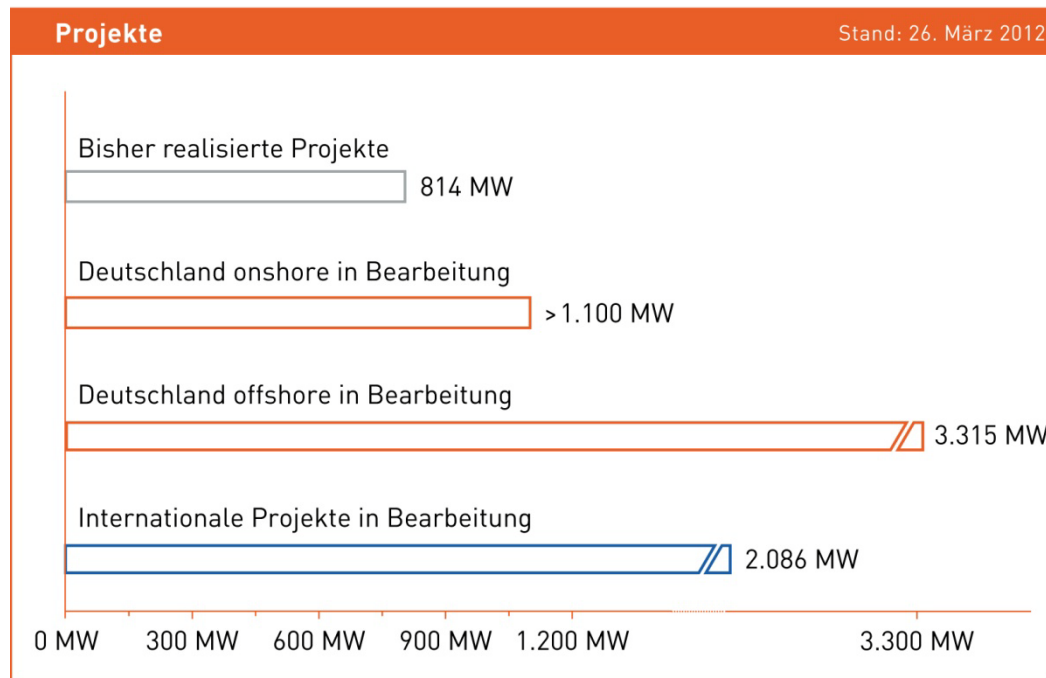 Projekte
Stand: 26. März 2012
Bisher realisierte Projekte
814 MW
Deutschland onshore in Bearbeitung
>1.100 MW
Deutschland offshore in Bearbeitung
3.315 MW
Internationale Projekte in Bearbeitung
2.086 MW
0 MW 300 MW 600 MW 900 MW 1.200 MW 3.300 MW